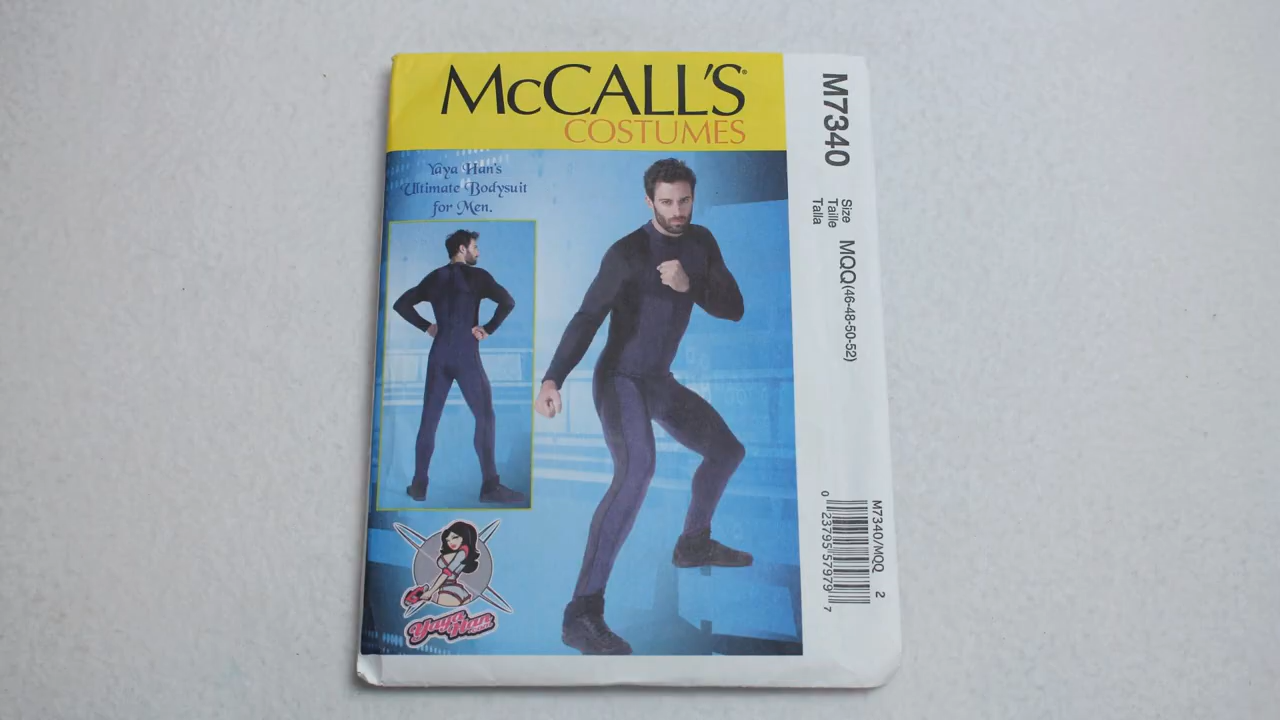 McCALL'S®
COSTUMES
Yaya Han's
Ultimate Bodysuit
for Men.
Yaya Han
M7340
Size
Taille
Talla
MQQ(46-48-50-52)
M7340/MQQ 2
0 23795 57979 7